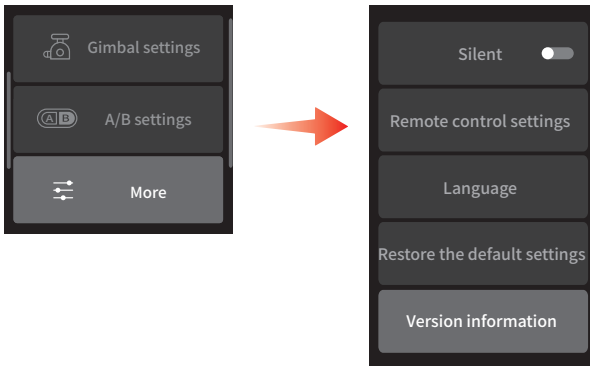 Gimbal settings
A B A/B settings
More
Silent
Remote control settings
Language
Restore the default settings
Version information